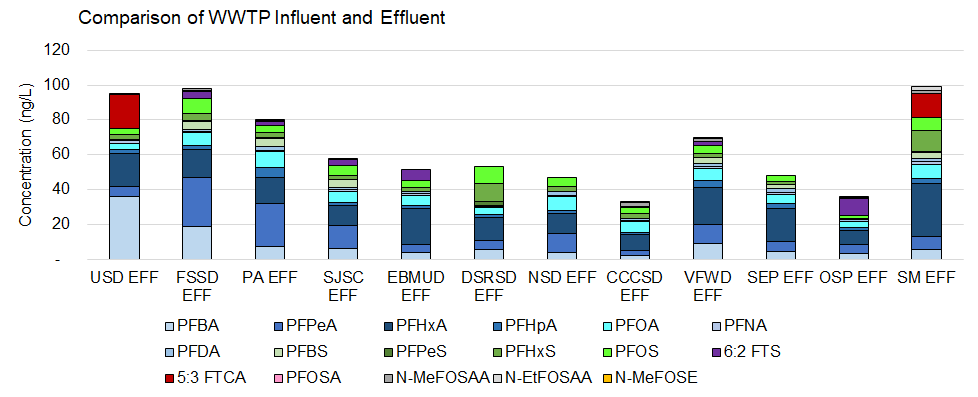 Comparison of WWTP Influent and Effluent
120
100
80
60
40
20
-
Concentration (ng/L)
USD EFF FSSD EFF PA EFF SJSC EFF EBMUD EFF DSRSD EFF NSD EFF CCCSD EFF VFWD EFF SEP EFF OSP EFF SM EFF
PFBA PFPeA PFHxA PFHpA PFOA PFNA
PFDA PFBS PFPeS PFHxS PFOS 6:2 FTS
5:3 FTCA PFOSA N-MeFOSAA N-EtFOSAA N-MeFOSE